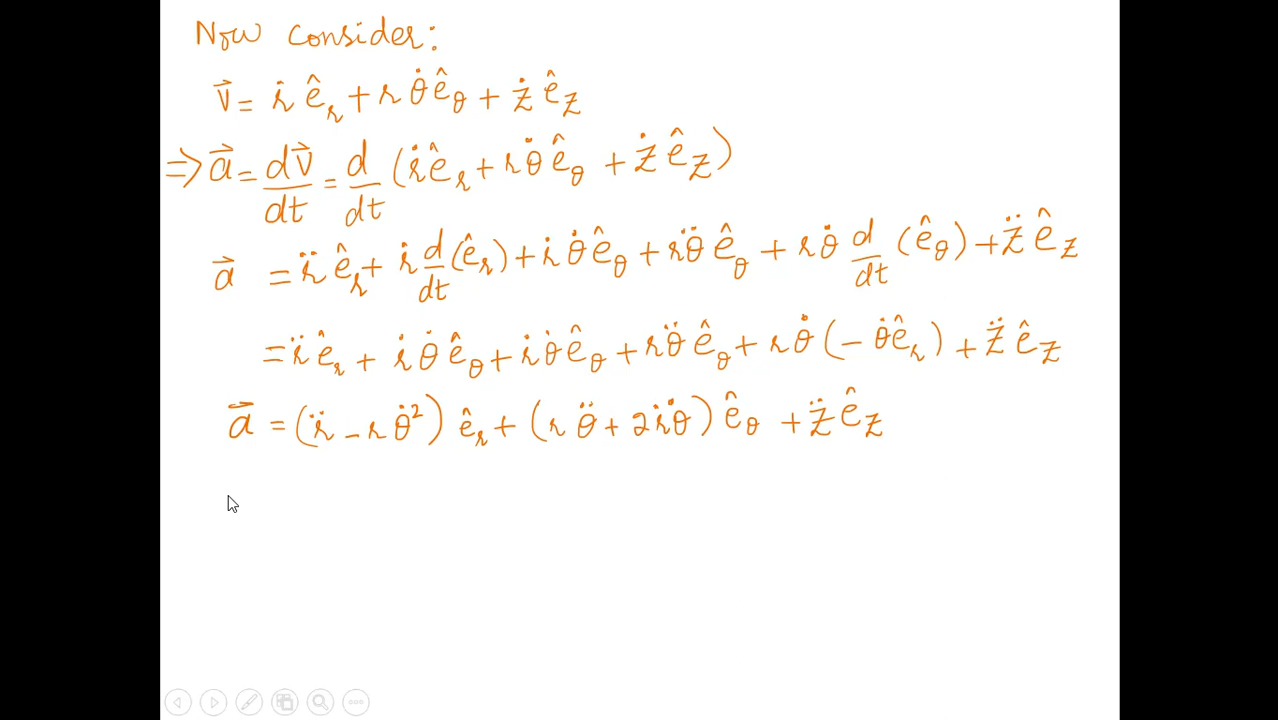 Now consider:
v⃗ = ṙ ê_r + r θ̇ ê_θ + ż ê_z
⇒ a⃗ = dv⃗/dt = d/dt (ṙ ê_r + r θ̇ ê_θ + ż ê_z)
a⃗ = r̈ ê_r + ṙ d/dt (ê_r) + ṙ θ̇ ê_θ + r θ̈ ê_θ + r θ̇ d/dt (ê_θ) + z̈ ê_z
= r̈ ê_r + ṙ θ̇ ê_θ + ṙ θ̇ ê_θ + r θ̈ ê_θ + r θ̇ (− θ̇ ê_r) + z̈ ê_z
a⃗ = (r̈ − r θ̇²) ê_r + (r θ̈ + 2 ṙ θ̇) ê_θ + z̈ ê_z